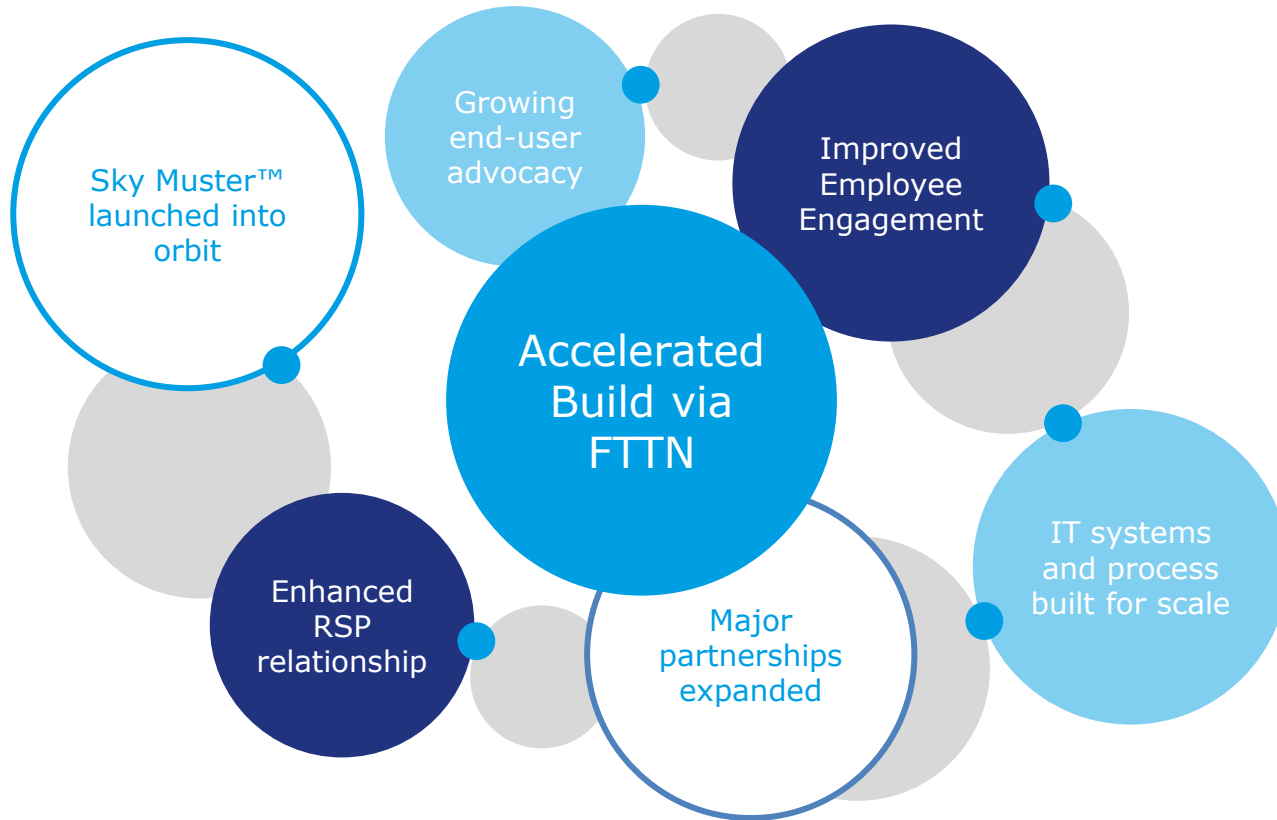 Sky Muster™
launched into
orbit
Growing
end-user
advocacy
Improved
Employee
Engagement
Accelerated
Build via
FTTN
IT systems
and process
built for scale
Enhanced
RSP
relationship
Major
partnerships
expanded